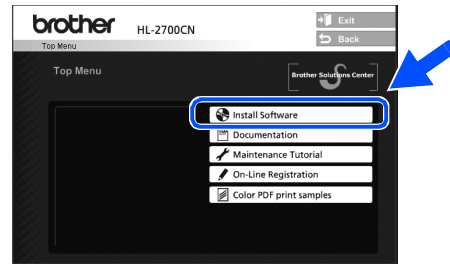 brother HL-2700CN
Exit
Back
Top Menu
Top Menu
Brother Solutions Center
Install Software
Documentation
Maintenance Tutorial
On-Line Registration
Color PDF print samples